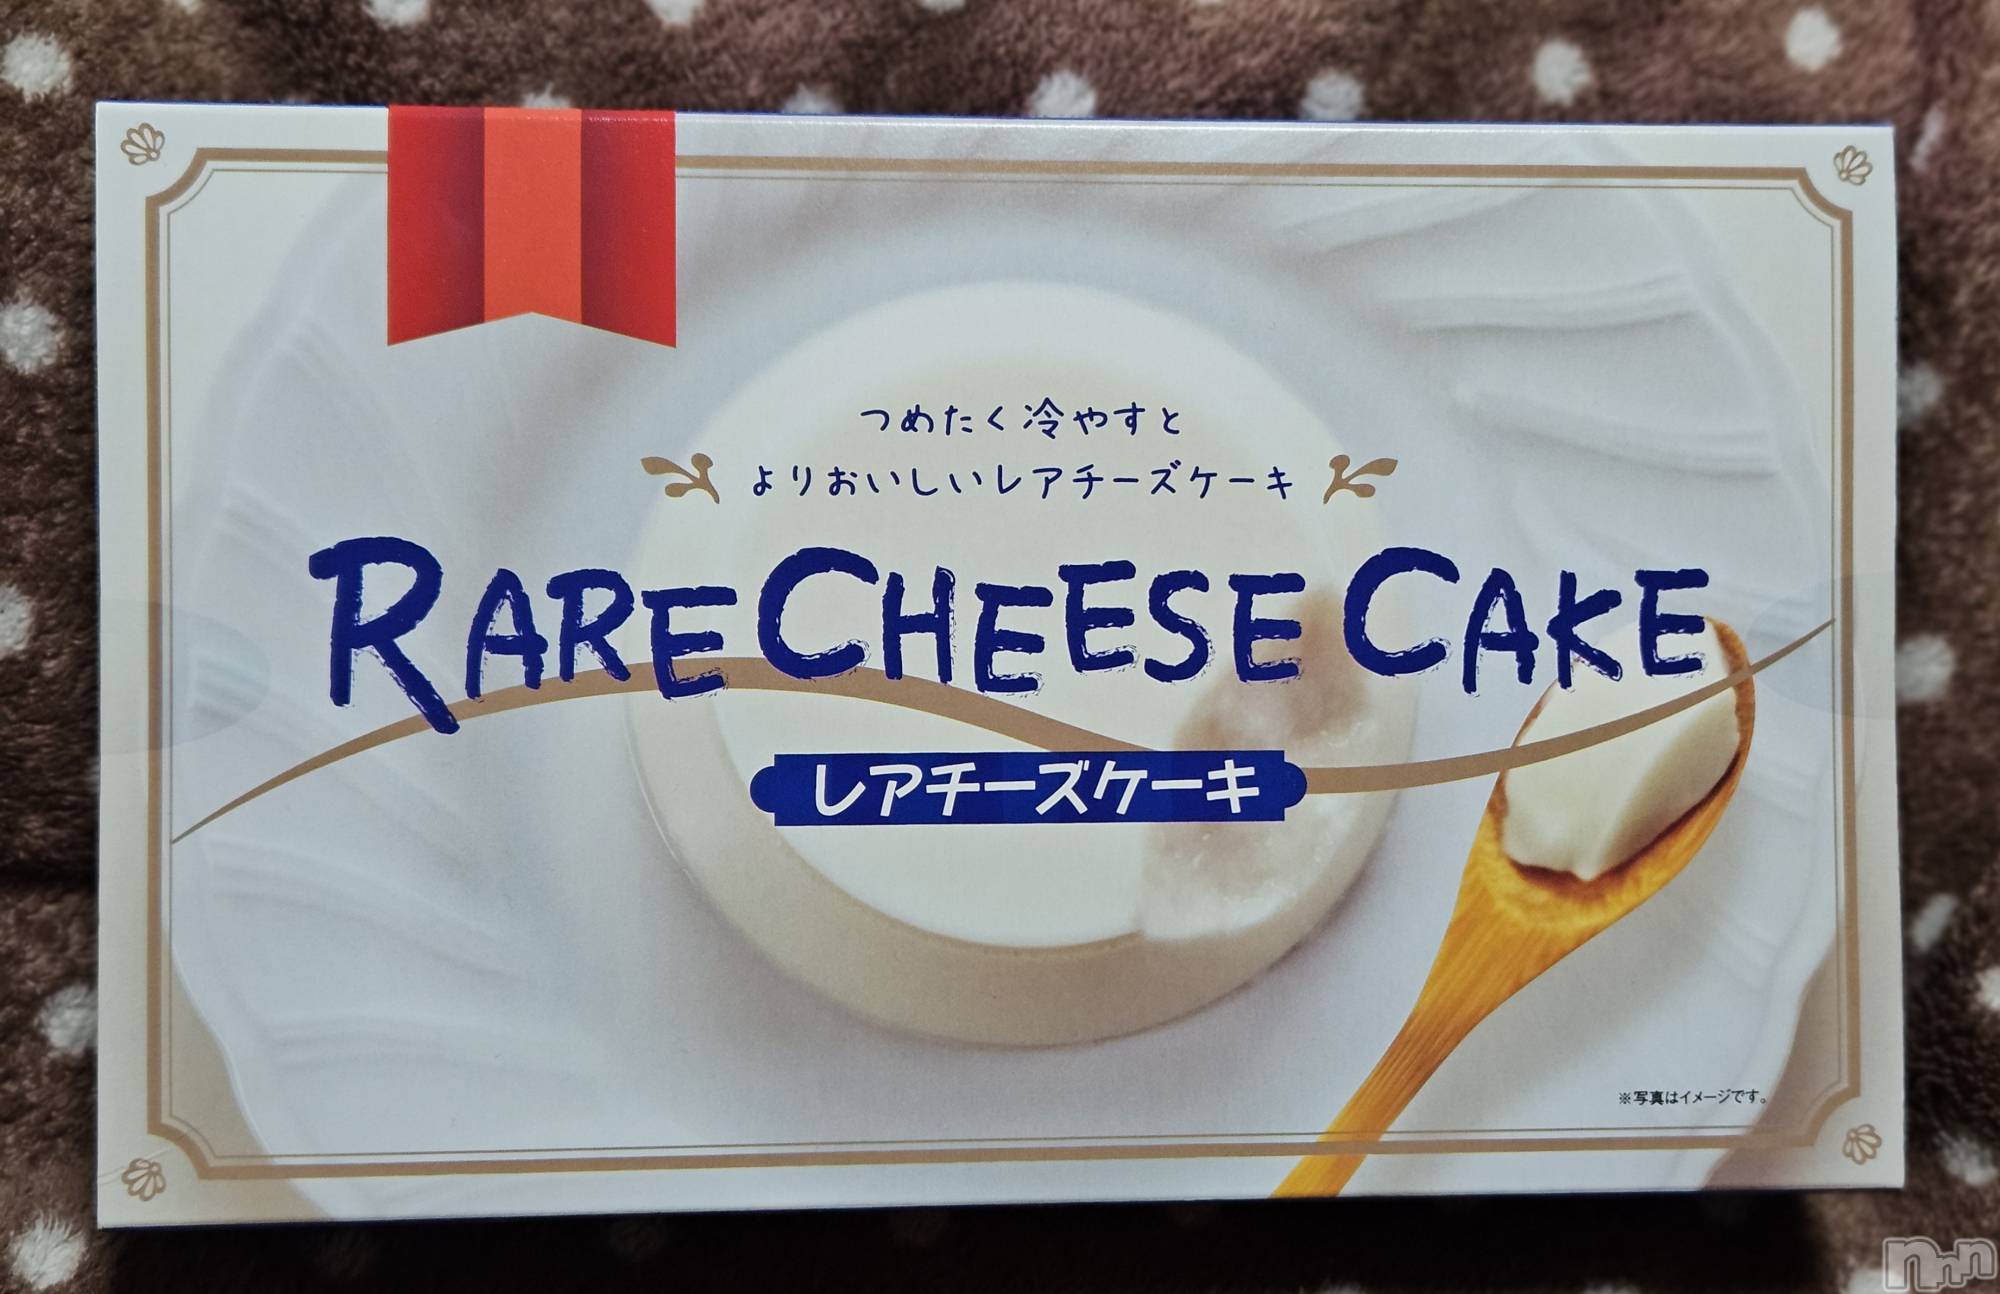 つめたく冷やすと
よりおいしいレアチーズケーキ
RARE CHEESE CAKE
レアチーズケーキ
※写真はイメージです。
nnn